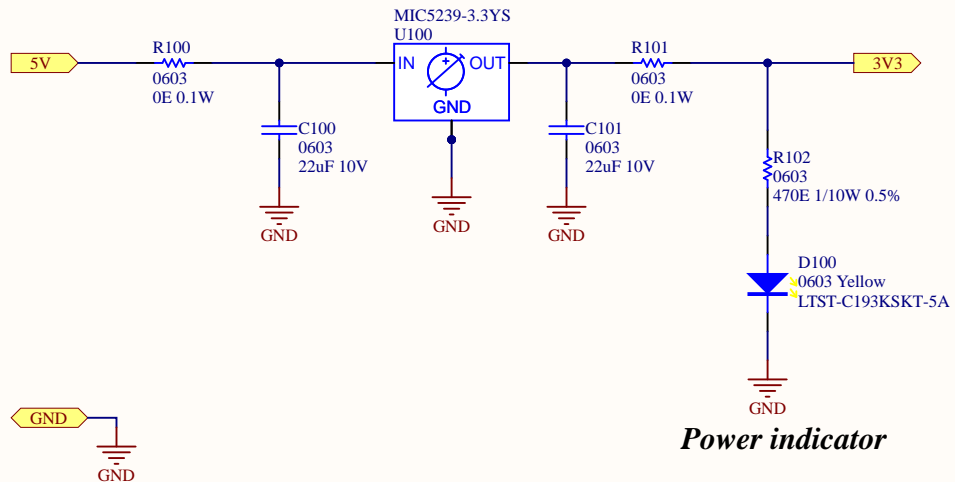 MIC5239-3.3YS
U100
5V
R100
0603
0E 0.1W
IN
OUT
GND
R101
0603
0E 0.1W
3V3
C100
0603
22uF 10V
C101
0603
22uF 10V
R102
0603
470E 1/10W 0.5%
GND
GND
GND
D100
0603 Yellow
LTST-C193KSKT-5A
GND
Power indicator
GND
GND